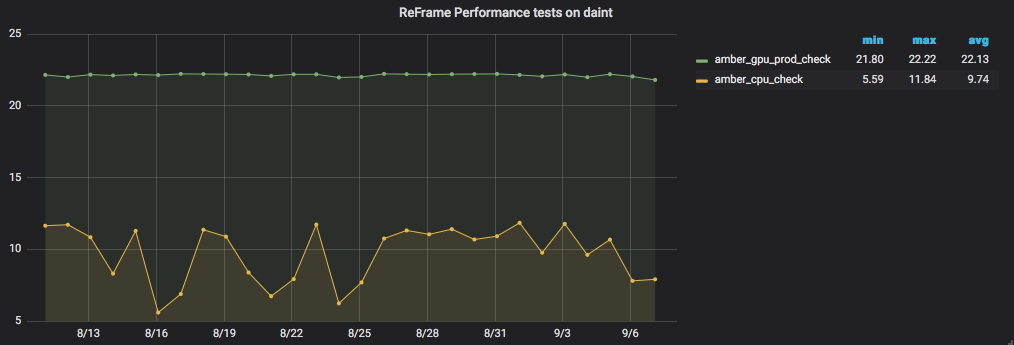 ReFrame Performance tests on daint
25
20
15
10
5
8/13 8/16 8/19 8/22 8/25 8/28 8/31 9/3 9/6
min max avg
amber_gpu_prod_check 21.80 22.22 22.13
amber_cpu_check 5.59 11.84 9.74